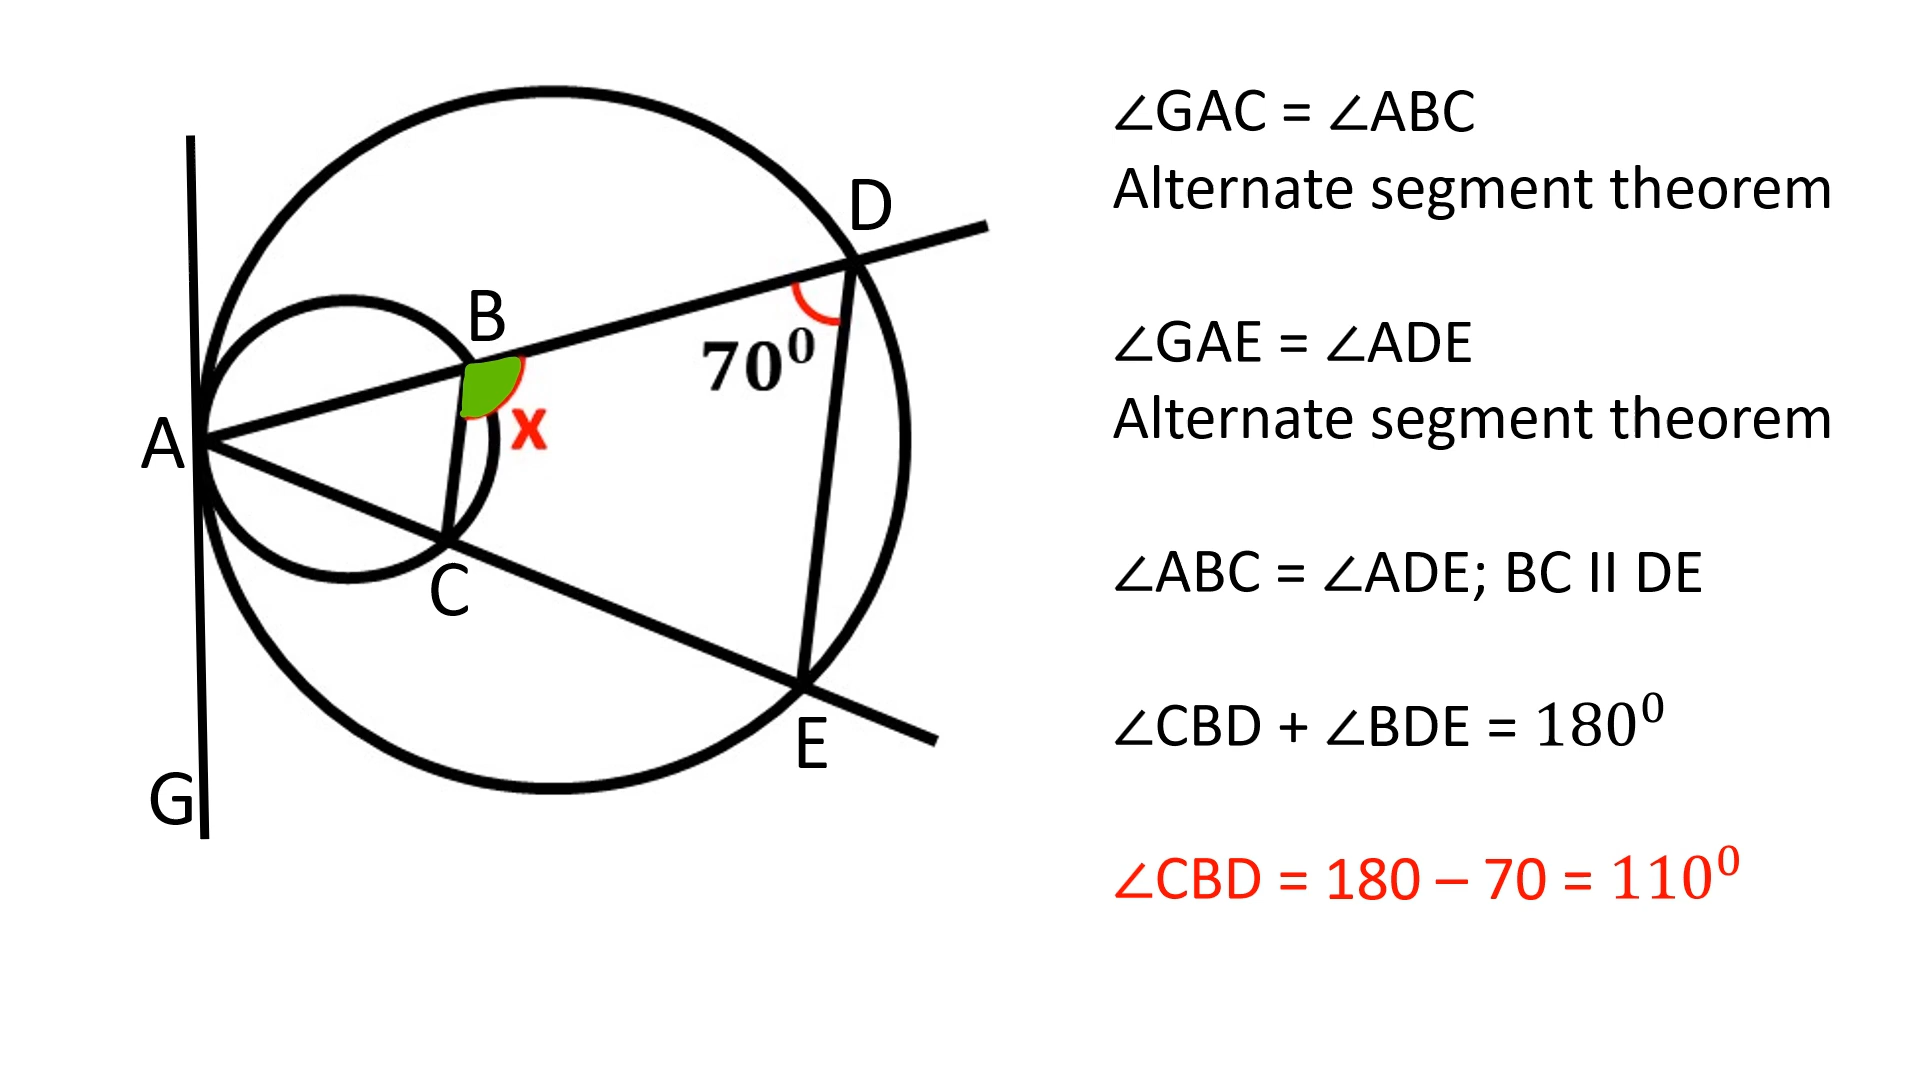 D
B
70⁰
x
A
C
E
G
∠GAC = ∠ABC
Alternate segment theorem
∠GAE = ∠ADE
Alternate segment theorem
∠ABC = ∠ADE; BC II DE
∠CBD + ∠BDE = 180⁰
∠CBD = 180 – 70 = 110⁰